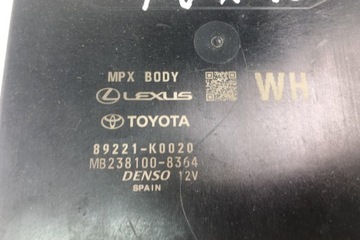 MPX BODY
WH
LEXUS
TOYOTA
89221-K0020
MB238100-8364
DENSO 12V
SPAIN